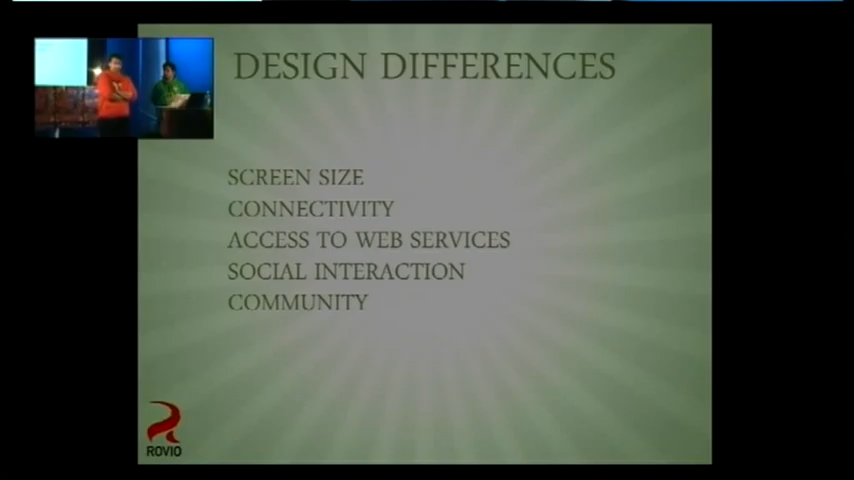 DESIGN DIFFERENCES
SCREEN SIZE
CONNECTIVITY
ACCESS TO WEB SERVICES
SOCIAL INTERACTION
COMMUNITY
ROVIO